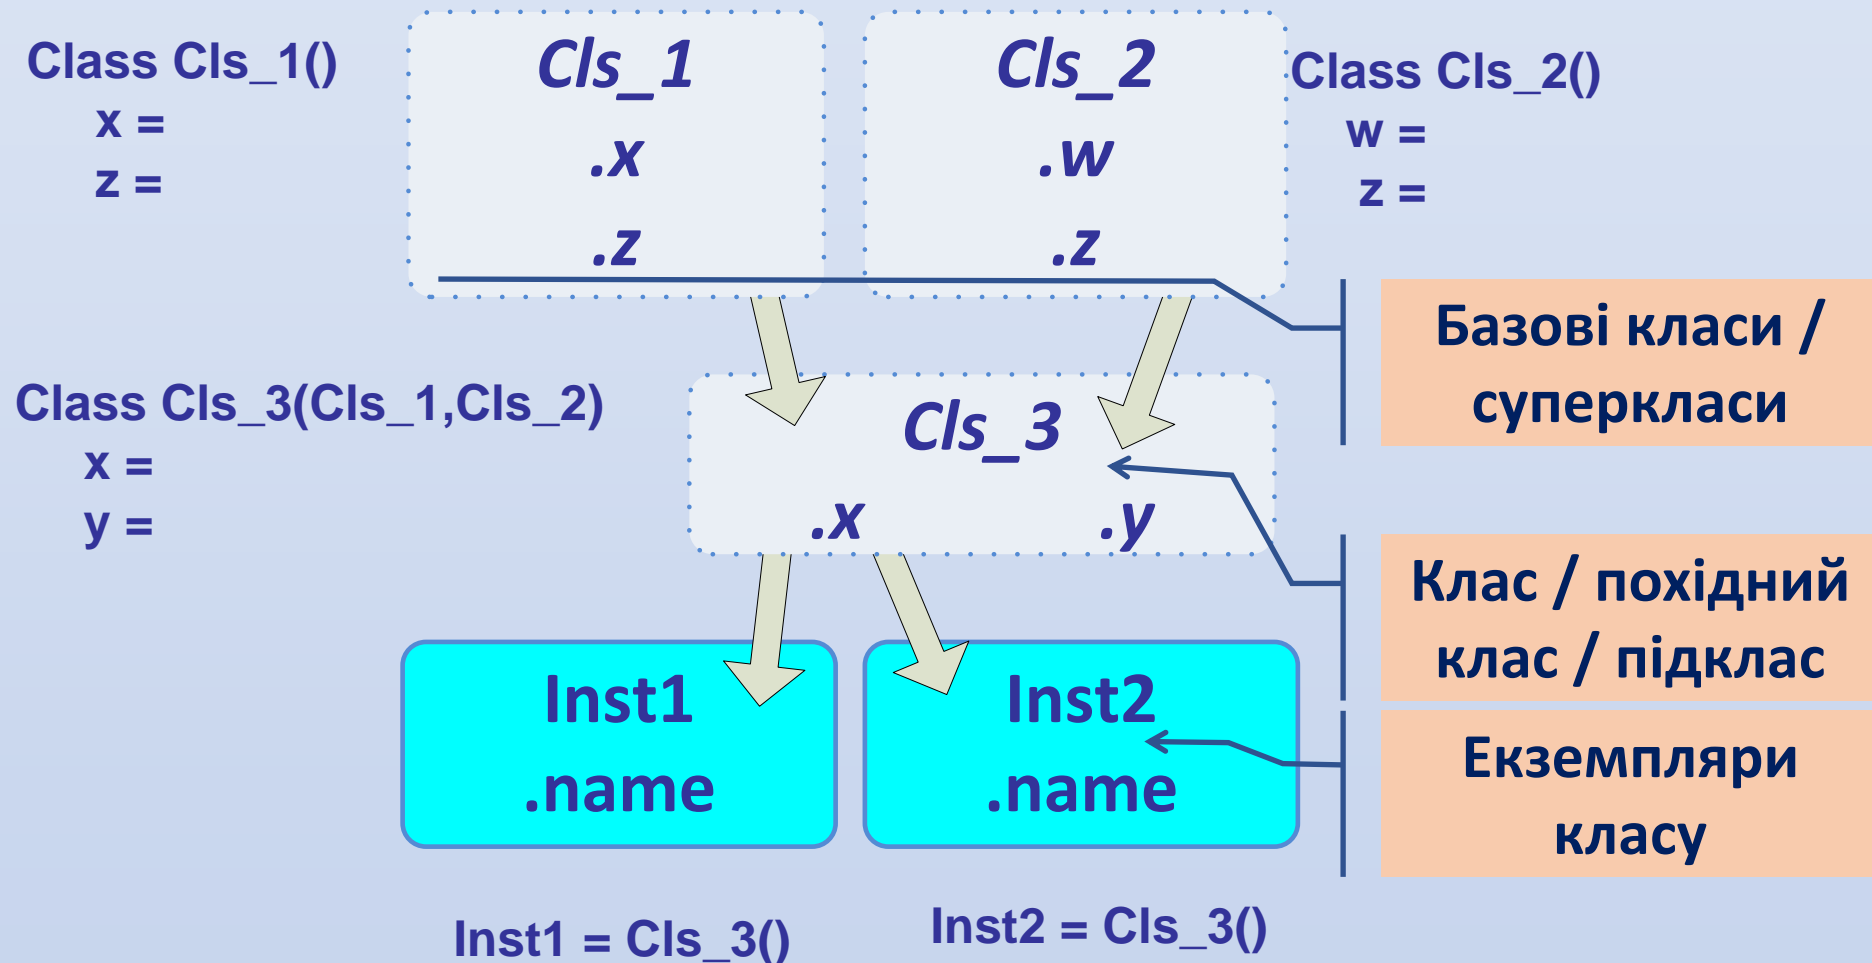 Class Cls_1()
x =
z =
Cls_1
.x
.z
Cls_2
.w
.z
Class Cls_2()
w =
z =
Базові класи /
суперкласи
Class Cls_3(Cls_1,Cls_2)
x =
y =
Cls_3
.x .y
Клас / похідний
клас / підклас
Inst1
.name
Inst2
.name
Екземпляри
класу
Inst1 = Cls_3()
Inst2 = Cls_3()